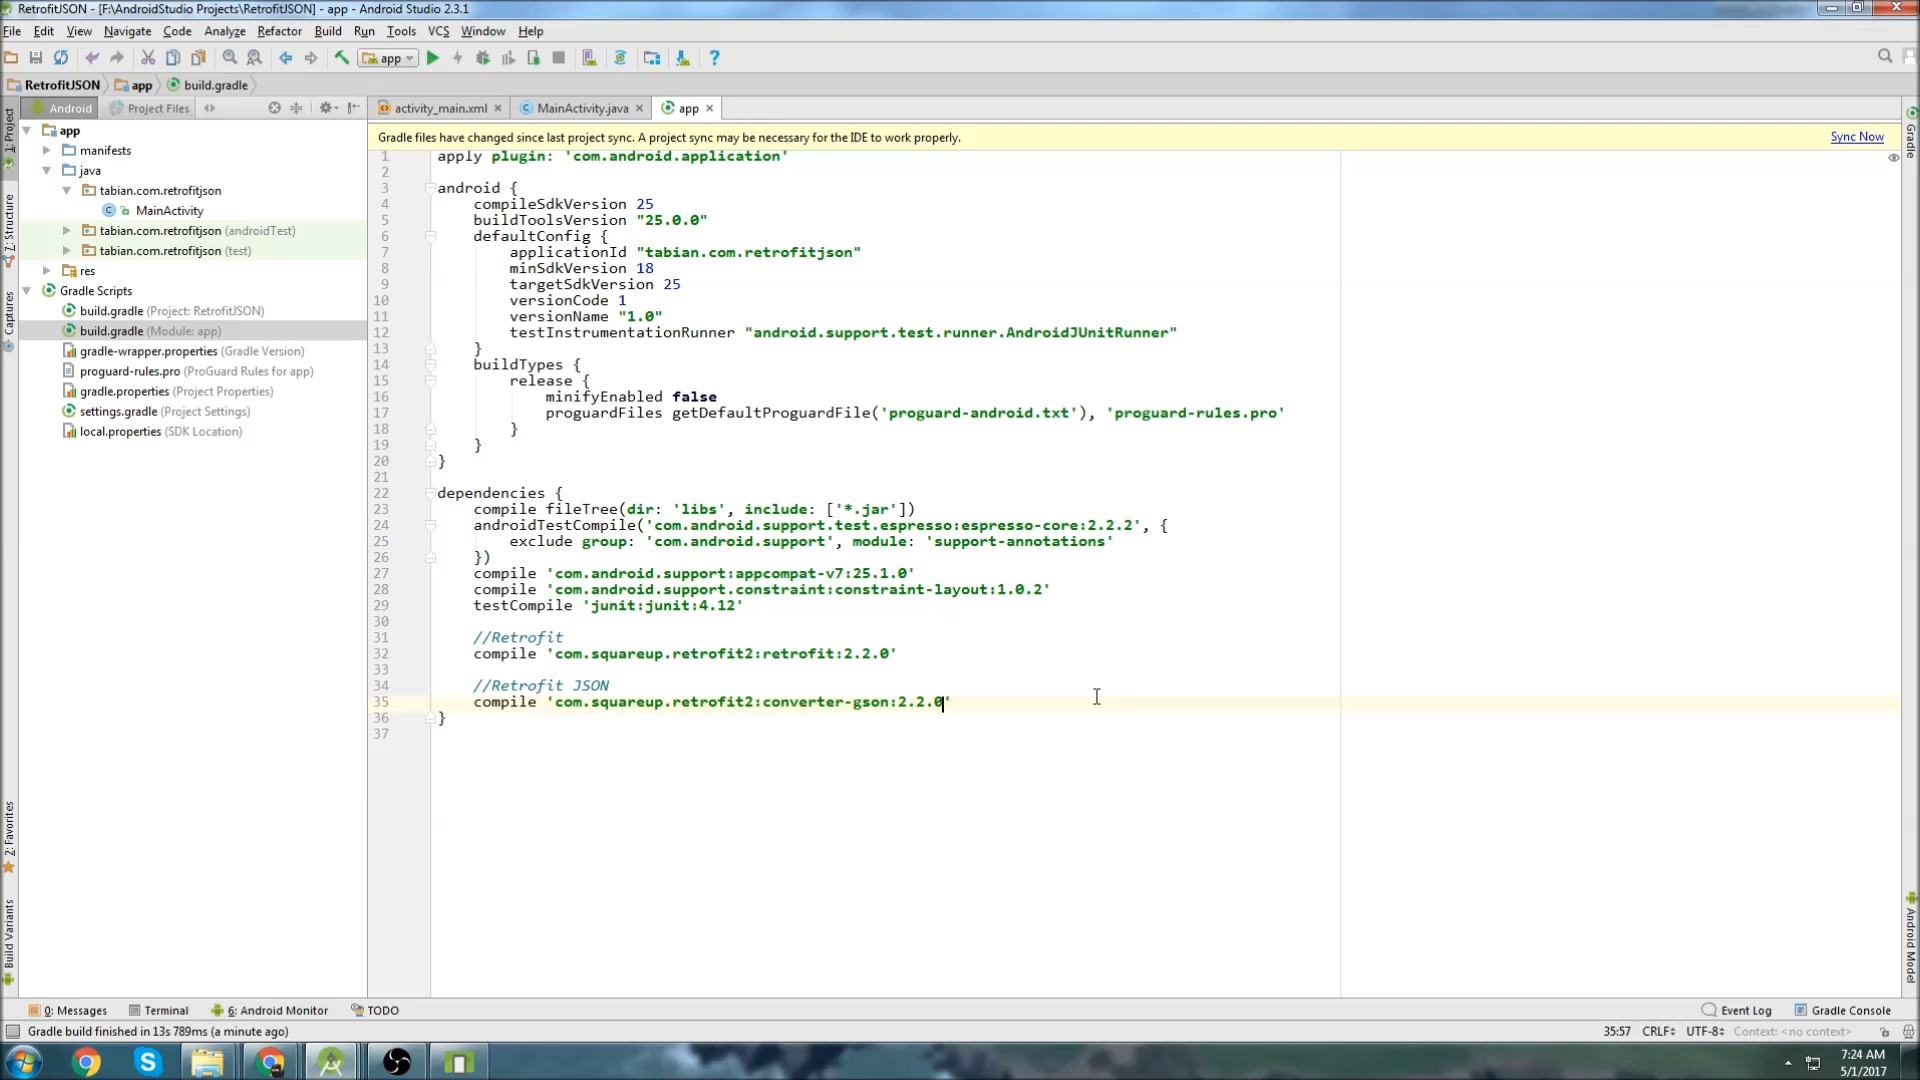 RetrofitJSON - [F:\AndroidStudio Projects\RetrofitJSON] - app - Android Studio 2.3.1
File Edit View Navigate Code Analyze Refactor Build Run Tools VCS Window Help
app
RetrofitJSON app build.gradle
Android Project Files
activity_main.xml MainActivity.java app
Gradle files have changed since last project sync. A project sync may be necessary for the IDE to work properly. Sync Now
1: Project
Z: Structure
Captures
2: Favorites
Build Variants
app
manifests
java
tabian.com.retrofitjson
MainActivity
tabian.com.retrofitjson (androidTest)
tabian.com.retrofitjson (test)
res
Gradle Scripts
build.gradle (Project: RetrofitJSON)
build.gradle (Module: app)
gradle-wrapper.properties (Gradle Version)
proguard-rules.pro (ProGuard Rules for app)
gradle.properties (Project Properties)
settings.gradle (Project Settings)
local.properties (SDK Location)
1 apply plugin: 'com.android.application'
2
3 android {
4 compileSdkVersion 25
5 buildToolsVersion "25.0.0"
6 defaultConfig {
7 applicationId "tabian.com.retrofitjson"
8 minSdkVersion 18
9 targetSdkVersion 25
10 versionCode 1
11 versionName "1.0"
12 testInstrumentationRunner "android.support.test.runner.AndroidJUnitRunner"
13 }
14 buildTypes {
15 release {
16 minifyEnabled false
17 proguardFiles getDefaultProguardFile('proguard-android.txt'), 'proguard-rules.pro'
18 }
19 }
20 }
21
22 dependencies {
23 compile fileTree(dir: 'libs', include: ['*.jar'])
24 androidTestCompile('com.android.support.test.espresso:espresso-core:2.2.2', {
25 exclude group: 'com.android.support', module: 'support-annotations'
26 })
27 compile 'com.android.support:appcompat-v7:25.1.0'
28 compile 'com.android.support.constraint:constraint-layout:1.0.2'
29 testCompile 'junit:junit:4.12'
30
31 //Retrofit
32 compile 'com.squareup.retrofit2:retrofit:2.2.0'
33
34 //Retrofit JSON
35 compile 'com.squareup.retrofit2:converter-gson:2.2.0'
36 }
37
Gradle
Android Model
0: Messages Terminal 6: Android Monitor TODO Event Log Gradle Console
Gradle build finished in 13s 789ms (a minute ago) 35:57 CRLF÷ UTF-8÷ Context: <no context>
7:24 AM
5/1/2017